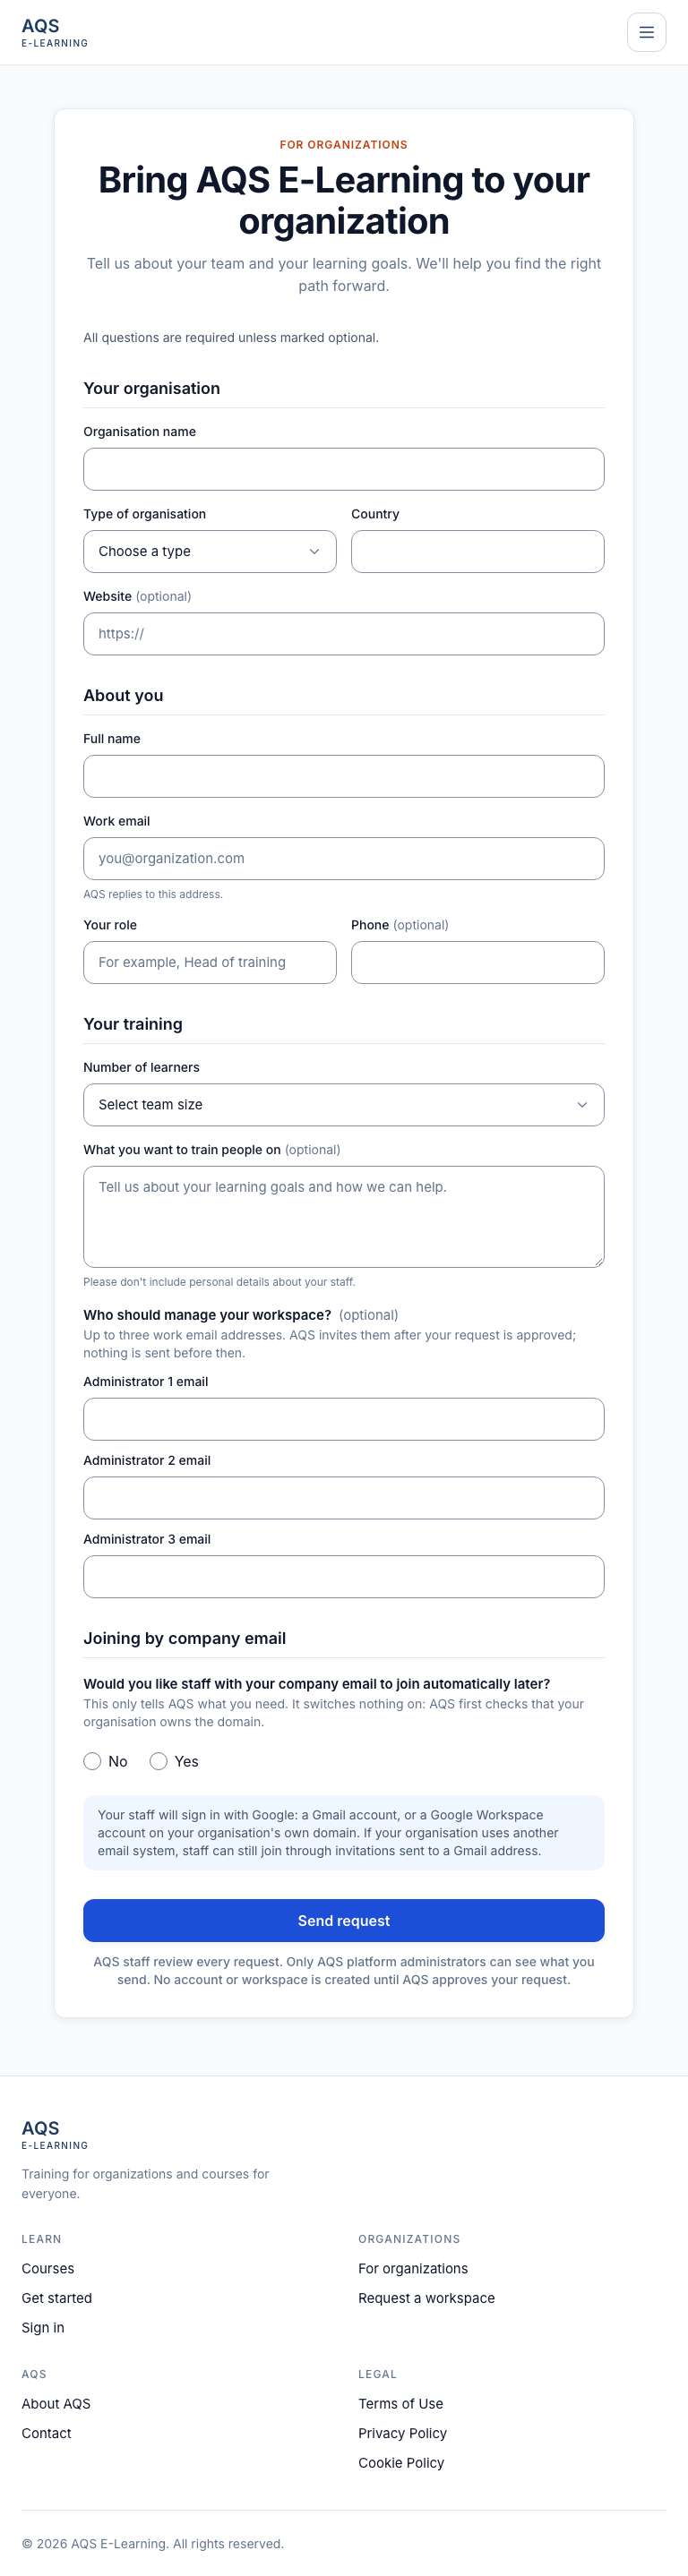 AQS
E-LEARNING
FOR ORGANIZATIONS
Bring AQS E-Learning to your
organization
Tell us about your team and your learning goals. We'll help you find the right
path forward.
All questions are required unless marked optional.
Your organisation
Organisation name
Type of organisation
Country
Choose a type
Website (optional)
https://
About you
Full name
Work email
you@organization.com
AQS replies to this address.
Your role
Phone (optional)
For example, Head of training
Your training
Number of learners
Select team size
What you want to train people on (optional)
Tell us about your learning goals and how we can help.
Please don't include personal details about your staff.
Who should manage your workspace? (optional)
Up to three work email addresses. AQS invites them after your request is approved;
nothing is sent before then.
Administrator 1 email
Administrator 2 email
Administrator 3 email
Joining by company email
Would you like staff with your company email to join automatically later?
This only tells AQS what you need. It switches nothing on: AQS first checks that your
organisation owns the domain.
No
Yes
Your staff will sign in with Google: a Gmail account, or a Google Workspace
account on your organisation's own domain. If your organisation uses another
email system, staff can still join through invitations sent to a Gmail address.
Send request
AQS staff review every request. Only AQS platform administrators can see what you
send. No account or workspace is created until AQS approves your request.
AQS
E-LEARNING
Training for organizations and courses for
everyone.
LEARN
Courses
Get started
Sign in
ORGANIZATIONS
For organizations
Request a workspace
AQS
About AQS
Contact
LEGAL
Terms of Use
Privacy Policy
Cookie Policy
© 2026 AQS E-Learning. All rights reserved.